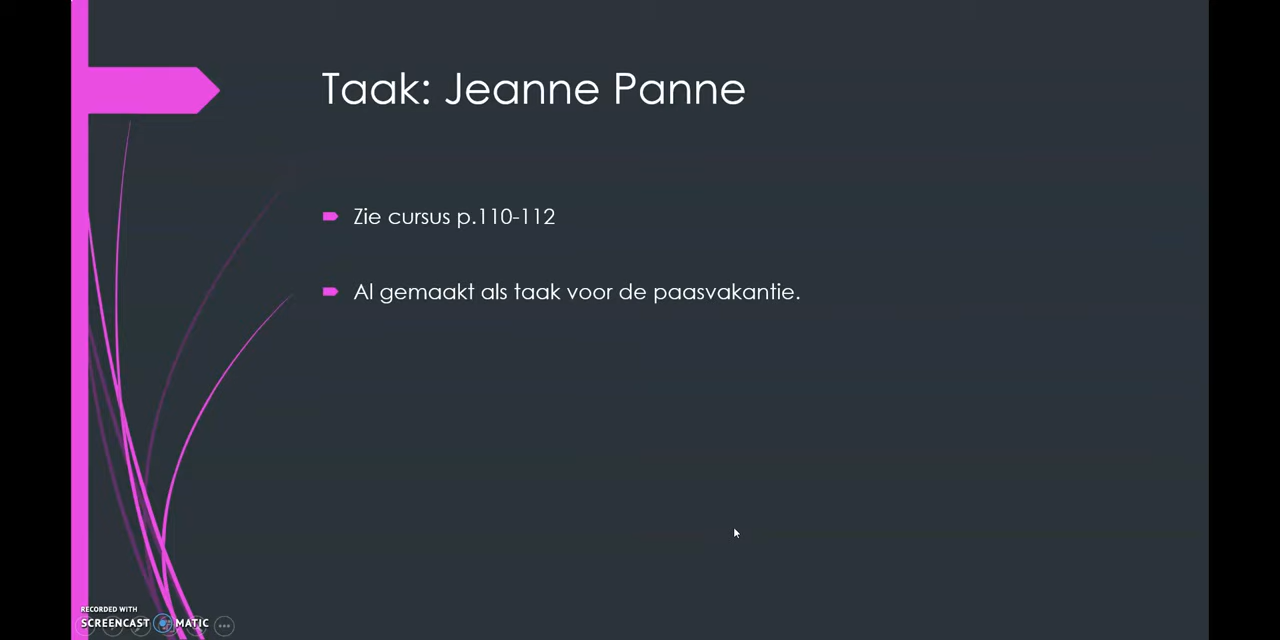 Taak: Jeanne Panne
Zie cursus p.110-112
Al gemaakt als taak voor de paasvakantie.
RECORDED WITH
SCREENCAST MATIC